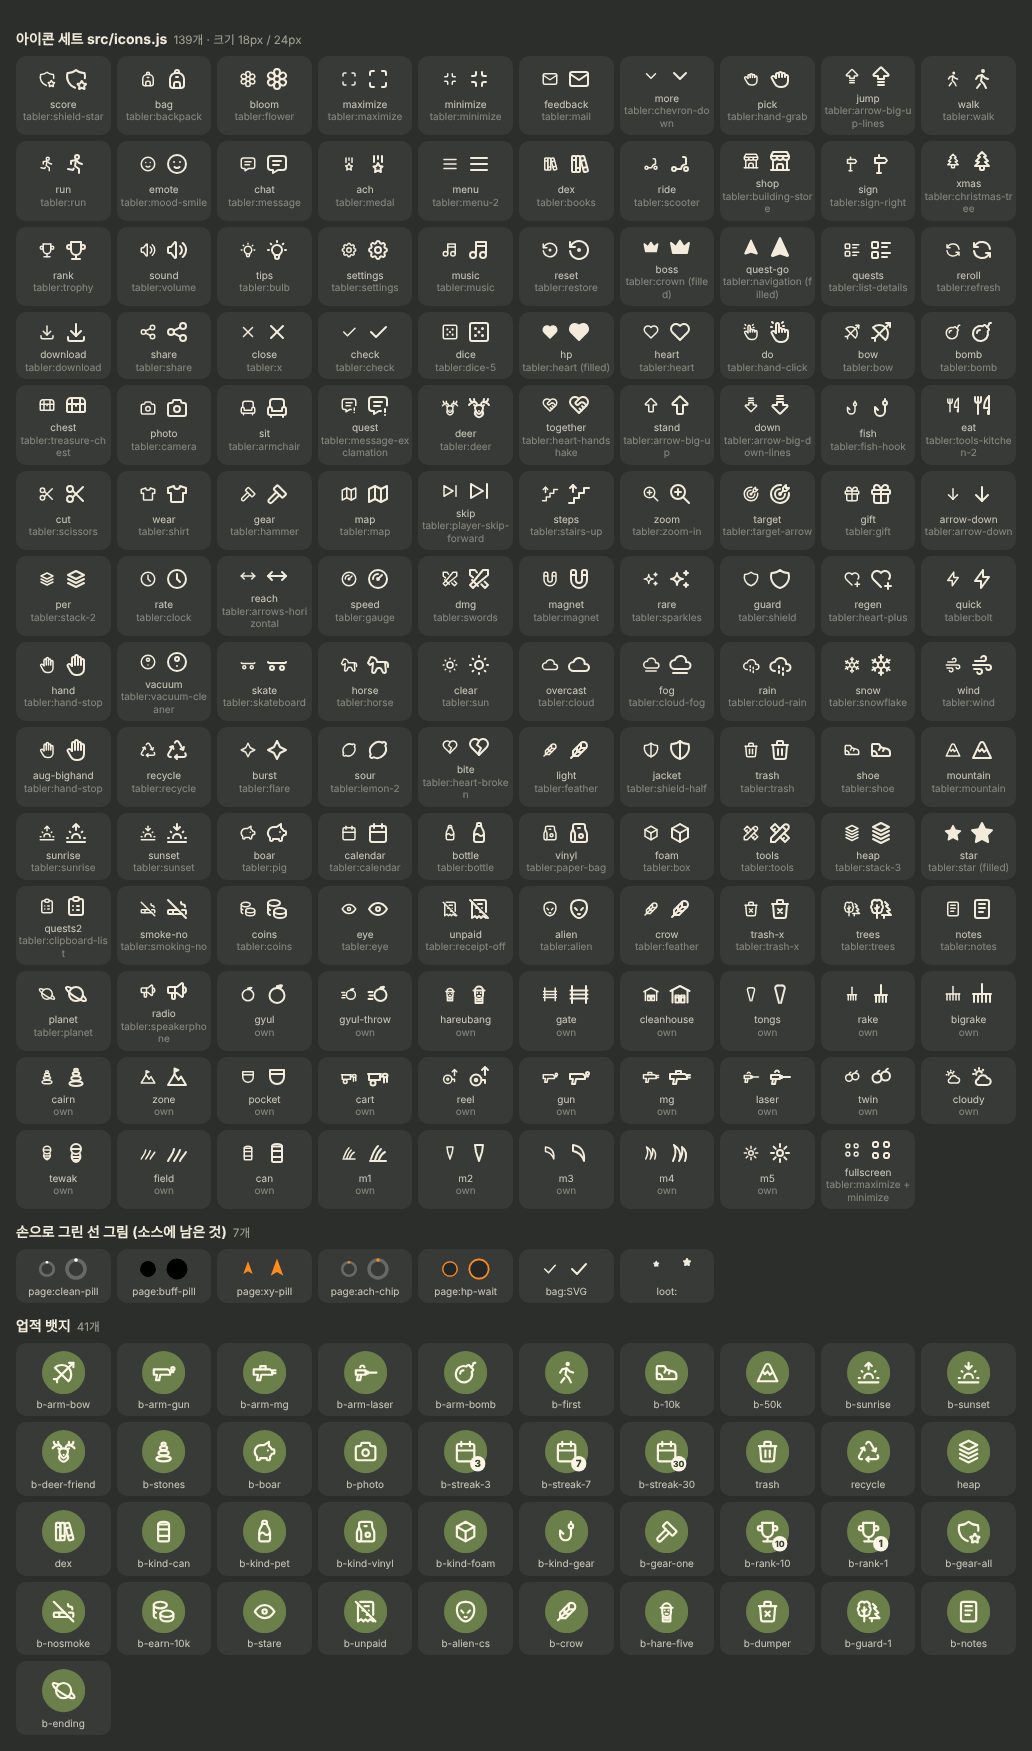 아이콘 세트 src/icons.js 139개 · 크기 18px / 24px
score bag bloom maximize minimize feedback more pick jump walk
tabler:shield-star tabler:backpack tabler:flower tabler:maximize tabler:minimize tabler:mail tabler:chevron-do tabler:hand-grab tabler:arrow-big-u tabler:walk
wn p-lines
run emote chat ach menu dex ride shop sign xmas
tabler:run tabler:mood-smile tabler:message tabler:medal tabler:menu-2 tabler:books tabler:scooter tabler:building-stor tabler:sign-right tabler:christmas-tr
e ee
rank sound tips settings music reset boss quest-go quests reroll
tabler:trophy tabler:volume tabler:bulb tabler:settings tabler:music tabler:restore tabler:crown (fille tabler:navigation (f tabler:list-details tabler:refresh
d) illed)
download share close check dice hp heart do bow bomb
tabler:download tabler:share tabler:x tabler:check tabler:dice-5 tabler:heart (filled) tabler:heart tabler:hand-click tabler:bow tabler:bomb
chest photo sit quest deer together stand down fish eat
tabler:treasure-ch tabler:camera tabler:armchair tabler:message-ex tabler:deer tabler:heart-hands tabler:arrow-big-u tabler:arrow-big-d tabler:fish-hook tabler:tools-kitche
est clamation hake p own-lines n-2
cut wear gear map skip steps zoom target gift arrow-down
tabler:scissors tabler:shirt tabler:hammer tabler:map tabler:player-skip- tabler:stairs-up tabler:zoom-in tabler:target-arrow tabler:gift tabler:arrow-down
forward
per rate reach speed dmg magnet rare guard regen quick
tabler:stack-2 tabler:clock tabler:arrows-hori tabler:gauge tabler:swords tabler:magnet tabler:sparkles tabler:shield tabler:heart-plus tabler:bolt
zontal
hand vacuum skate horse clear overcast fog rain snow wind
tabler:hand-stop tabler:vacuum-cle tabler:skateboard tabler:horse tabler:sun tabler:cloud tabler:cloud-fog tabler:cloud-rain tabler:snowflake tabler:wind
aner
aug-bighand recycle burst sour bite light jacket trash shoe mountain
tabler:hand-stop tabler:recycle tabler:flare tabler:lemon-2 tabler:heart-broke tabler:feather tabler:shield-half tabler:trash tabler:shoe tabler:mountain
n
sunrise sunset boar calendar bottle vinyl foam tools heap star
tabler:sunrise tabler:sunset tabler:pig tabler:calendar tabler:bottle tabler:paper-bag tabler:box tabler:tools tabler:stack-3 tabler:star (filled)
quests2 smoke-no coins eye unpaid alien crow trash-x trees notes
tabler:clipboard-lis tabler:smoking-no tabler:coins tabler:eye tabler:receipt-off tabler:alien tabler:feather tabler:trash-x tabler:trees tabler:notes
t
planet radio gyul gyul-throw hareubang gate cleanhouse tongs rake bigrake
tabler:planet tabler:speakerpho own own own own own own own own
ne
cairn zone pocket cart reel gun mg laser twin cloudy
own own own own own own own own own own
tewak field can m1 m2 m3 m4 m5 fullscreen
own own own own own own own own tabler:maximize +
minimize
손으로 그린 선 그림 (소스에 남은 것) 7개
page:clean-pill page:buff-pill page:xy-pill page:ach-chip page:hp-wait bag:SVG loot:
업적 뱃지 41개
b-arm-bow b-arm-gun b-arm-mg b-arm-laser b-arm-bomb b-first b-10k b-50k b-sunrise b-sunset
3 7 30
b-deer-friend b-stones b-boar b-photo b-streak-3 b-streak-7 b-streak-30 trash recycle heap
10 1
dex b-kind-can b-kind-pet b-kind-vinyl b-kind-foam b-kind-gear b-gear-one b-rank-10 b-rank-1 b-gear-all
b-nosmoke b-earn-10k b-stare b-unpaid b-alien-cs b-crow b-hare-five b-dumper b-guard-1 b-notes
b-ending